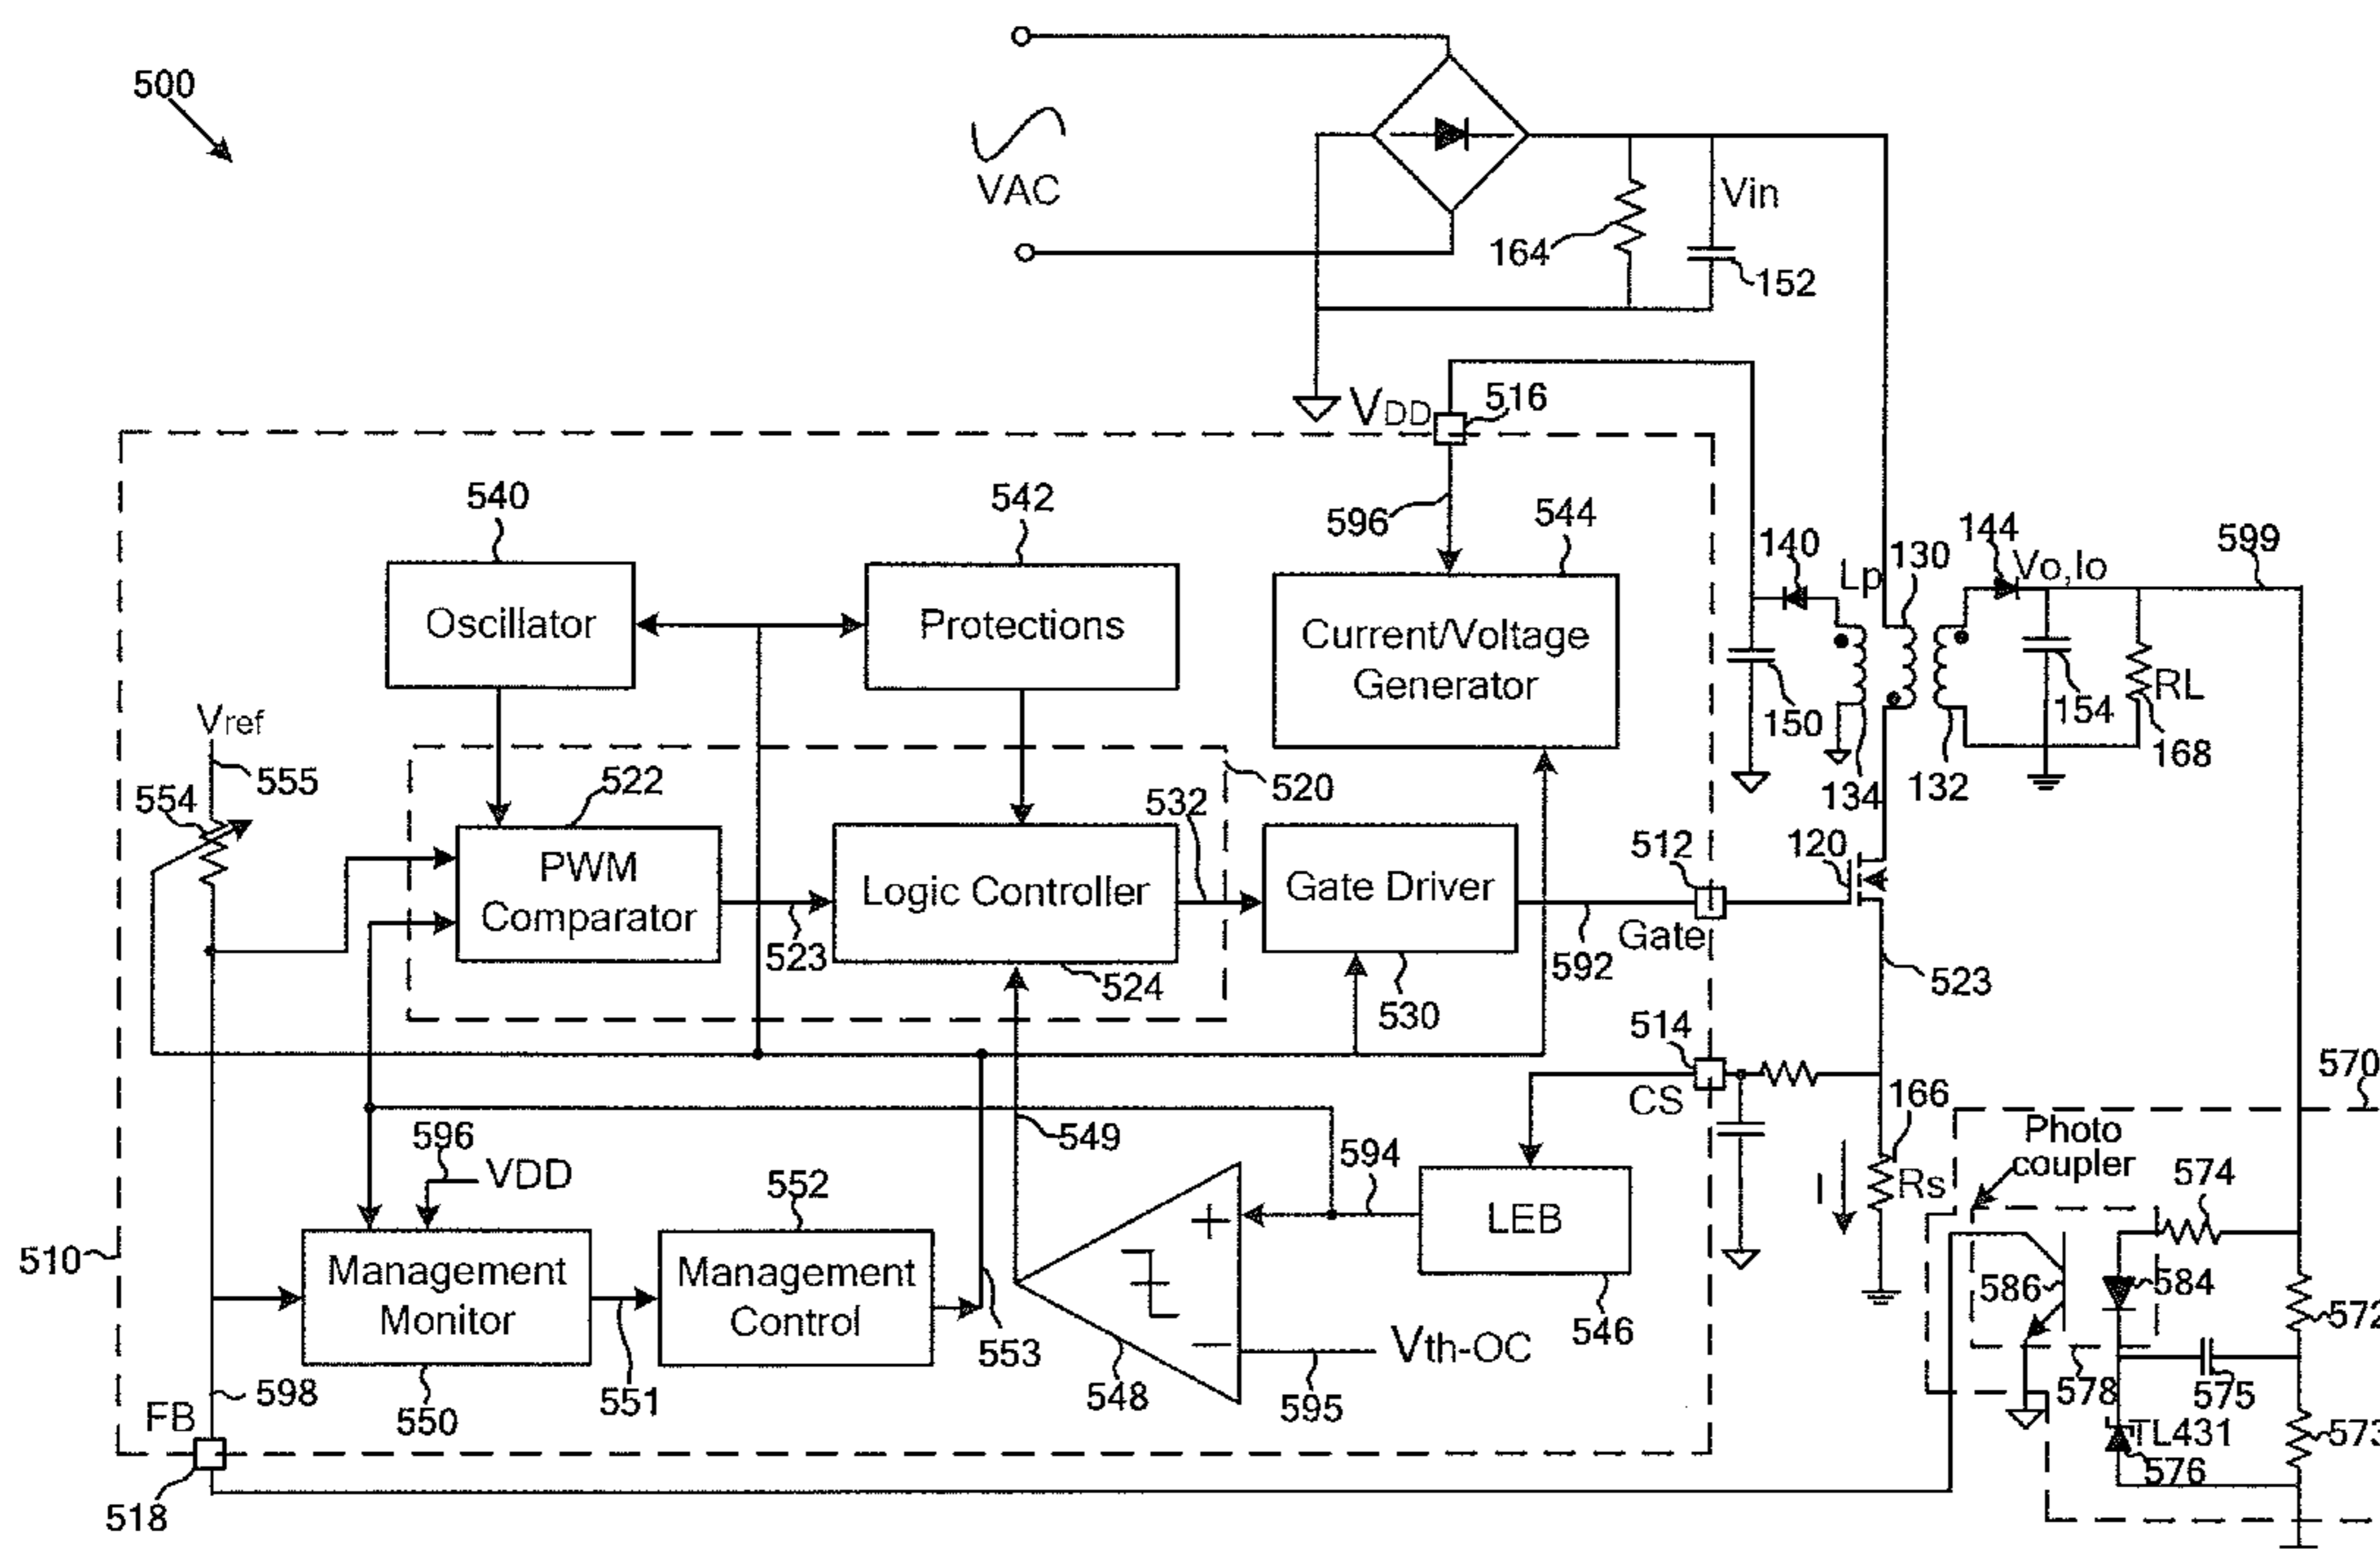 500
VAC
164
Vin
152
VDD
516
540
542
596
544
140
Lp
130
144
Vo,Io
599
Oscillator
Protections
Current/Voltage
Generator
150
134
132
154
RL
168
Vref
555
554
522
520
532
512
120
PWM
Comparator
Logic Controller
Gate Driver
523
524
530
592
Gate
523
514
CS
570
166
Rs
I
Photo
coupler
574
596
VDD
552
549
594
LEB
546
510
Management
Monitor
Management
Control
586
584
572
598
FB
550
551
553
548
595
Vth-OC
578
575
TL431
576
573
518